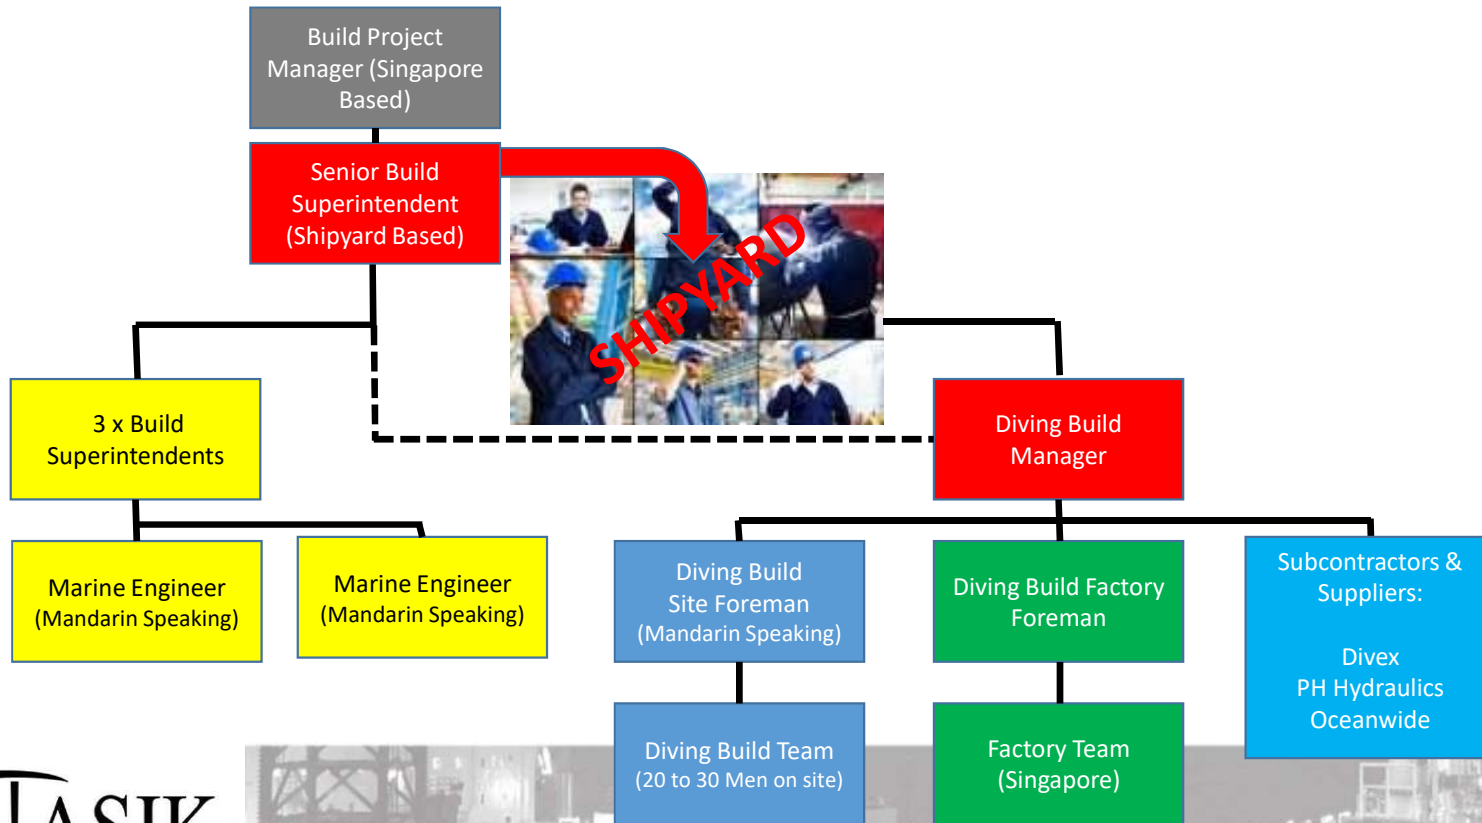 Build Project
Manager (Singapore
Based)
Senior Build
Superintendent
(Shipyard Based)
SHIPYARD
3 x Build
Superintendents
Diving Build
Manager
Marine Engineer
(Mandarin Speaking)
Marine Engineer
(Mandarin Speaking)
Diving Build
Site Foreman
(Mandarin Speaking)
Diving Build Factory
Foreman
Subcontractors &
Suppliers:
Divex
PH Hydraulics
Oceanwide
Diving Build Team
(20 to 30 Men on site)
Factory Team
(Singapore)
TASIK